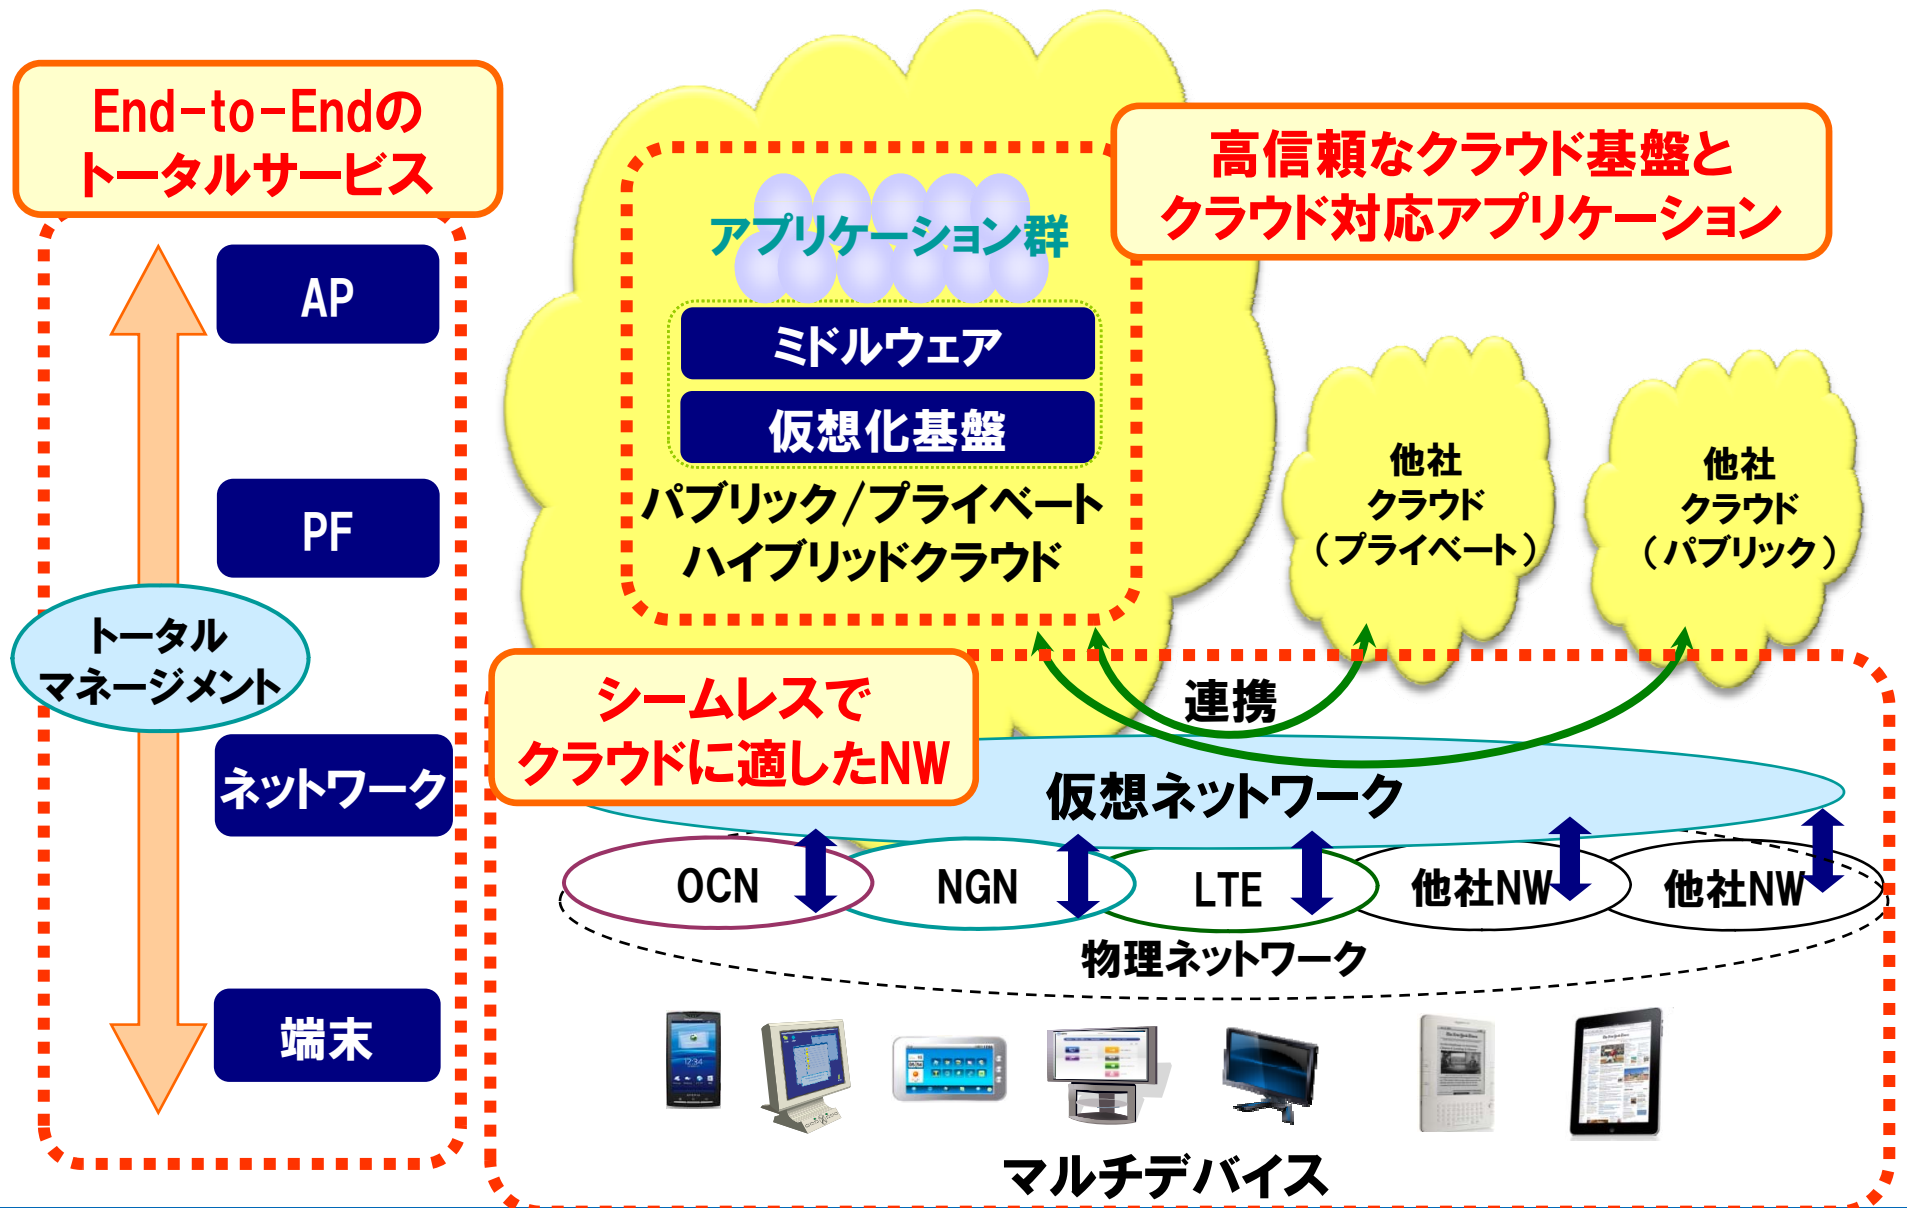 End-to-Endの
トータルサービス
AP
PF
トータル
マネージメント
ネットワーク
端末
高信頼なクラウド基盤と
クラウド対応アプリケーション
アプリケーション群
ミドルウェア
仮想化基盤
パブリック/プライベート
ハイブリッドクラウド
他社
クラウド
(プライベート)
他社
クラウド
(パブリック)
シームレスで
クラウドに適したNW
連携
仮想ネットワーク
OCN
NGN
LTE
他社NW
他社NW
物理ネットワーク
12:34
マルチデバイス